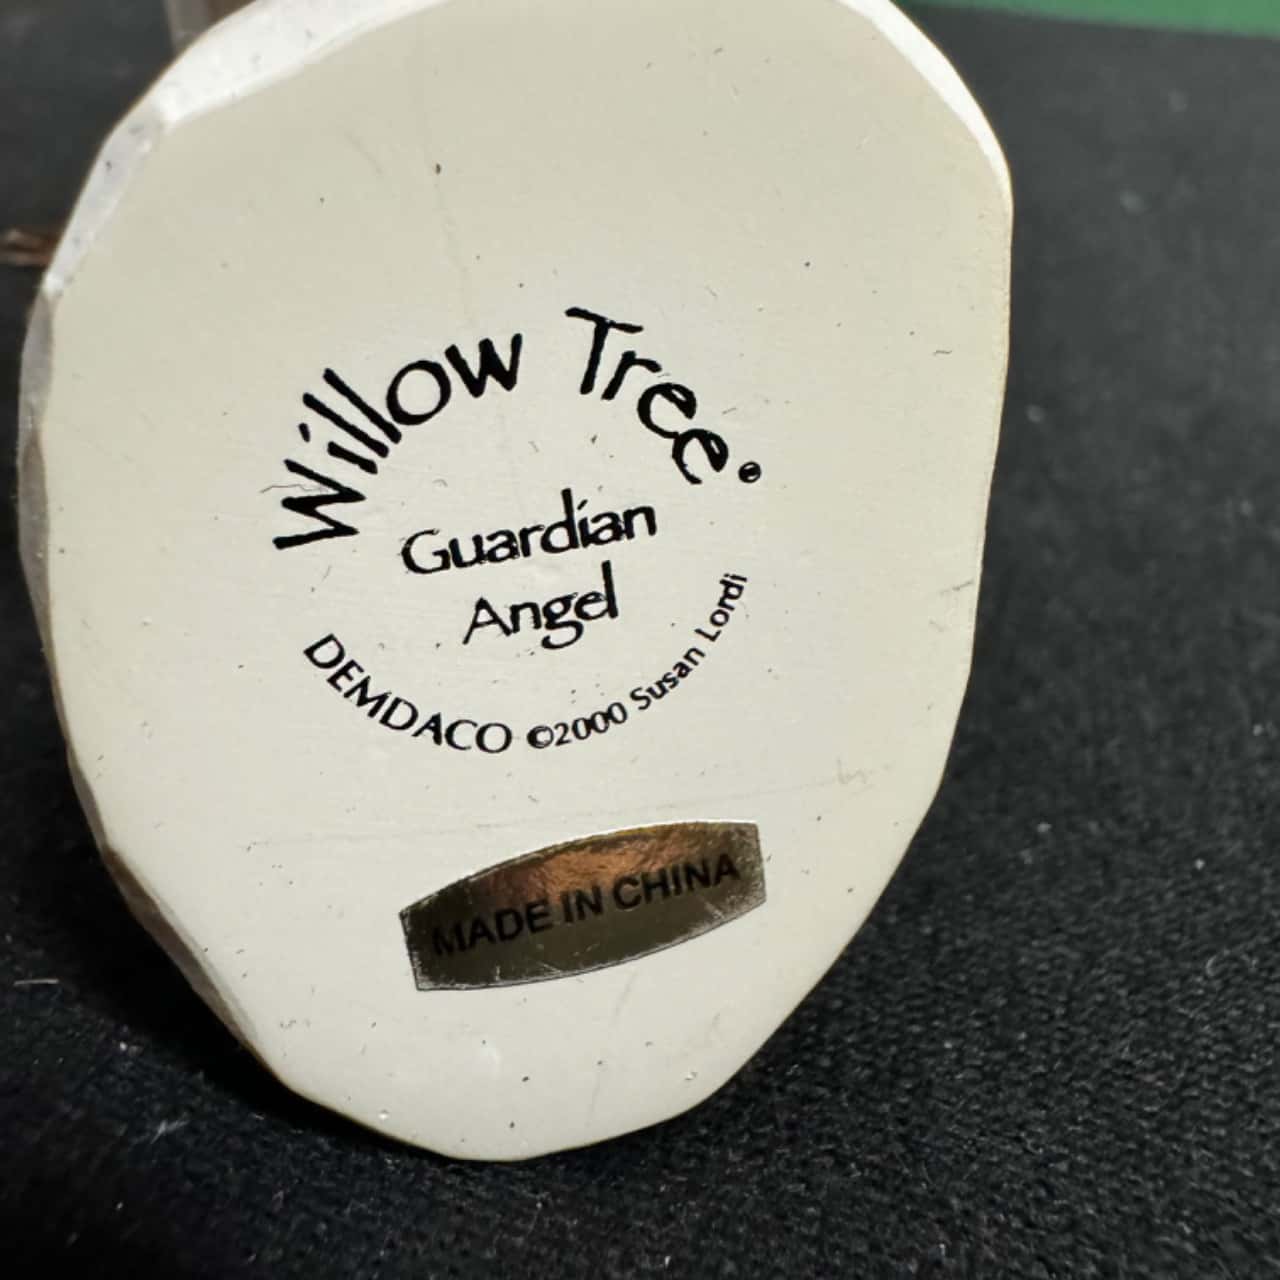 Willow Tree®
Guardian
Angel
DEMDACO ©2000 Susan Lordi
MADE IN CHINA